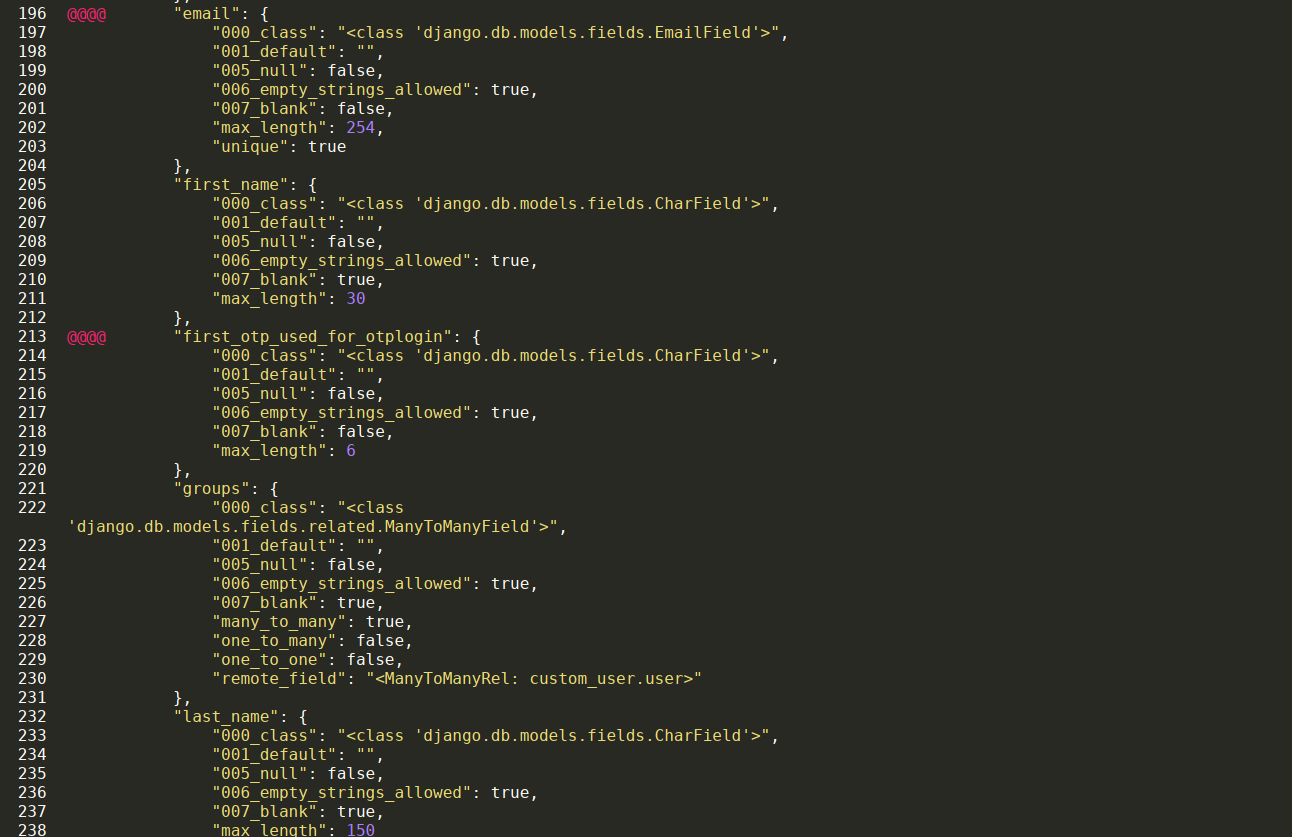 },
196 @@@@ "email": {
197 "000_class": "<class 'django.db.models.fields.EmailField'>",
198 "001_default": "",
199 "005_null": false,
200 "006_empty_strings_allowed": true,
201 "007_blank": false,
202 "max_length": 254,
203 "unique": true
204 },
205 "first_name": {
206 "000_class": "<class 'django.db.models.fields.CharField'>",
207 "001_default": "",
208 "005_null": false,
209 "006_empty_strings_allowed": true,
210 "007_blank": true,
211 "max_length": 30
212 },
213 @@@@ "first_otp_used_for_otplogin": {
214 "000_class": "<class 'django.db.models.fields.CharField'>",
215 "001_default": "",
216 "005_null": false,
217 "006_empty_strings_allowed": true,
218 "007_blank": false,
219 "max_length": 6
220 },
221 "groups": {
222 "000_class": "<class
'django.db.models.fields.related.ManyToManyField'>",
223 "001_default": "",
224 "005_null": false,
225 "006_empty_strings_allowed": true,
226 "007_blank": true,
227 "many_to_many": true,
228 "one_to_many": false,
229 "one_to_one": false,
230 "remote_field": "<ManyToManyRel: custom_user.user>"
231 },
232 "last_name": {
233 "000_class": "<class 'django.db.models.fields.CharField'>",
234 "001_default": "",
235 "005_null": false,
236 "006_empty_strings_allowed": true,
237 "007_blank": true,
238 "max_length": 150